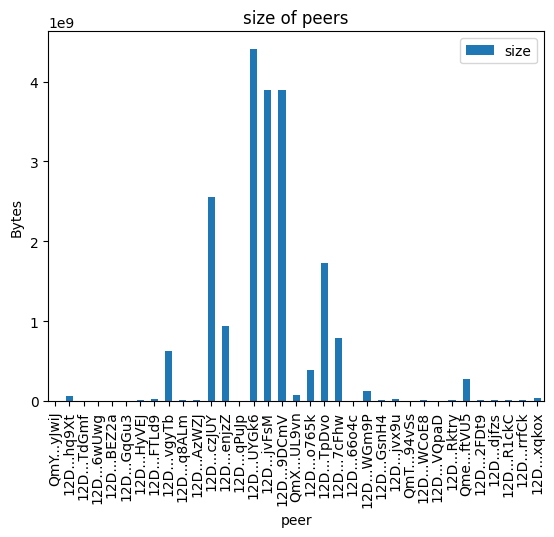 size of peers
1e9
size
4
3
2
1
0
Bytes
QmY...yJwiJ
12D...hq9Xt
12D...TdGmf
12D...6wUwg
12D...BEZ2a
12D...GqGu3
12D...HyVEJ
12D...FTLd9
12D...vgyTb
12D...q8ALm
12D...AzWZJ
12D...czJUY
12D...enjzZ
12D...qPuJp
12D...UYGk6
12D...jvFsM
12D...9DCmV
QmX...UL9vn
12D...o765k
12D...TpDvo
12D...7cFhw
12D...66o4c
12D...WGm9P
12D...GsnH4
12D...jvx9u
QmT...94vSs
12D...WCoE8
12D...VQpaD
12D...Rktry
Qme...ftVU5
12D...2FDt9
12D...djfzs
12D...R1ckC
12D...rrfCk
12D...xqkox
peer